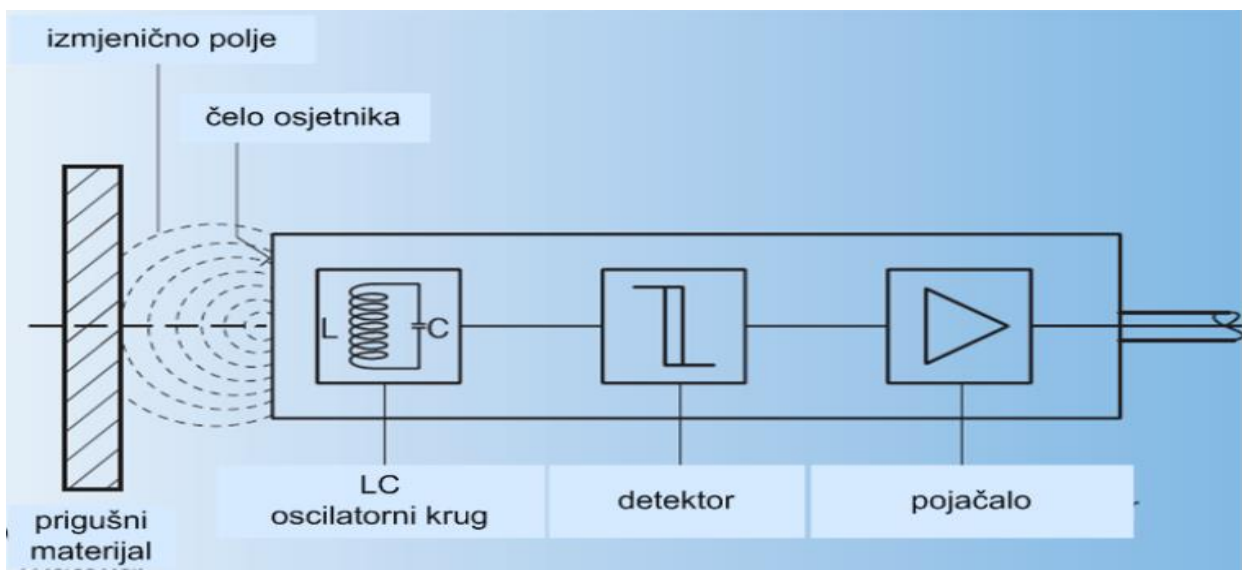 izmjenično polje
čelo osjetnika
L
C
LC
oscilatorni krug
detektor
pojačalo
prigušni
materijal